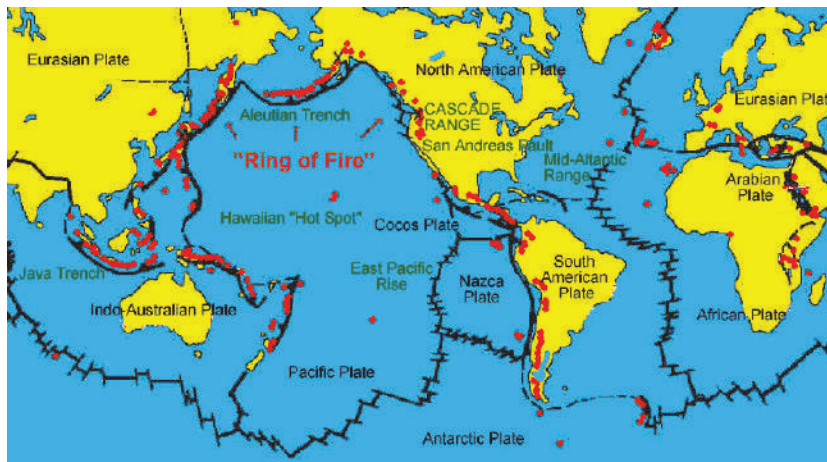 Eurasian Plate
North American Plate
Eurasian Plat
Aleutian Trench
CASCADE
RANGE
San Andreas Fault
"Ring of Fire"
Mid-Altantic
Range
Arabian
Plate
Hawaiian "Hot Spot"
Cocos Plate
Java Trench
East Pacific
Rise
Nazca
Plate
South
American
Plate
Indo-Australian Plate
African Plate
Pacific Plate
Antarctic Plate